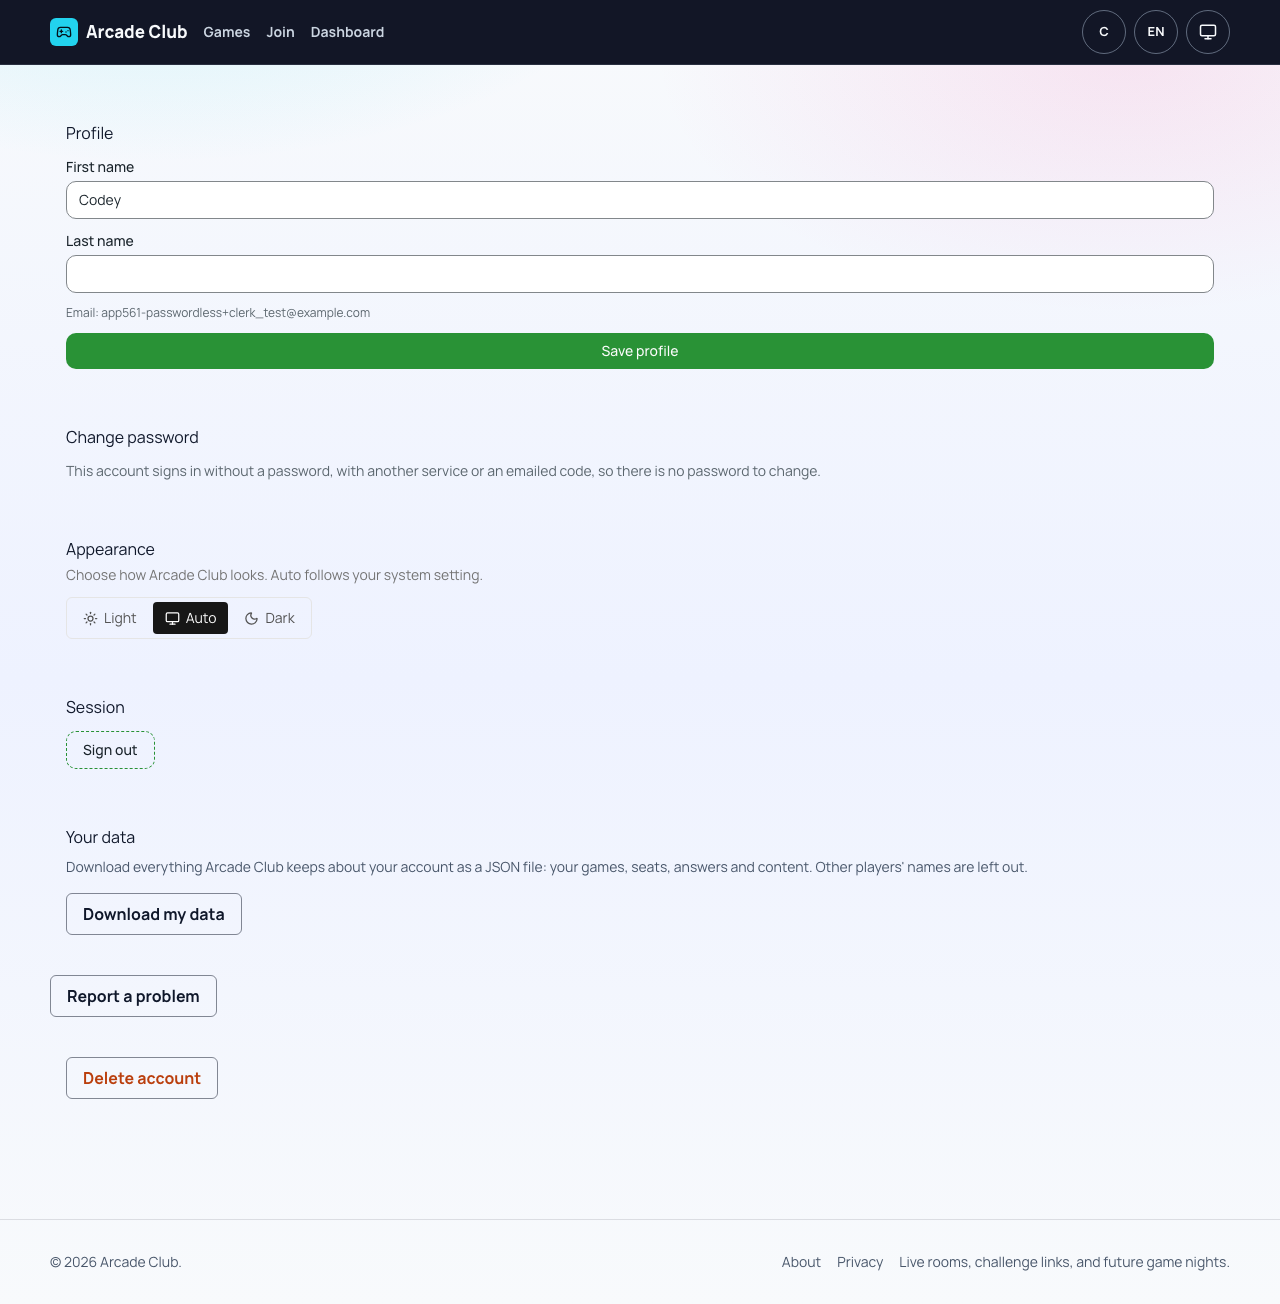 Arcade Club Games Join Dashboard C EN
Profile
First name
Codey
Last name
Email: app561-passwordless+clerk_test@example.com
Save profile
Change password
This account signs in without a password, with another service or an emailed code, so there is no password to change.
Appearance
Choose how Arcade Club looks. Auto follows your system setting.
Light Auto Dark
Session
Sign out
Your data
Download everything Arcade Club keeps about your account as a JSON file: your games, seats, answers and content. Other players' names are left out.
Download my data
Report a problem
Delete account
© 2026 Arcade Club. About Privacy Live rooms, challenge links, and future game nights.